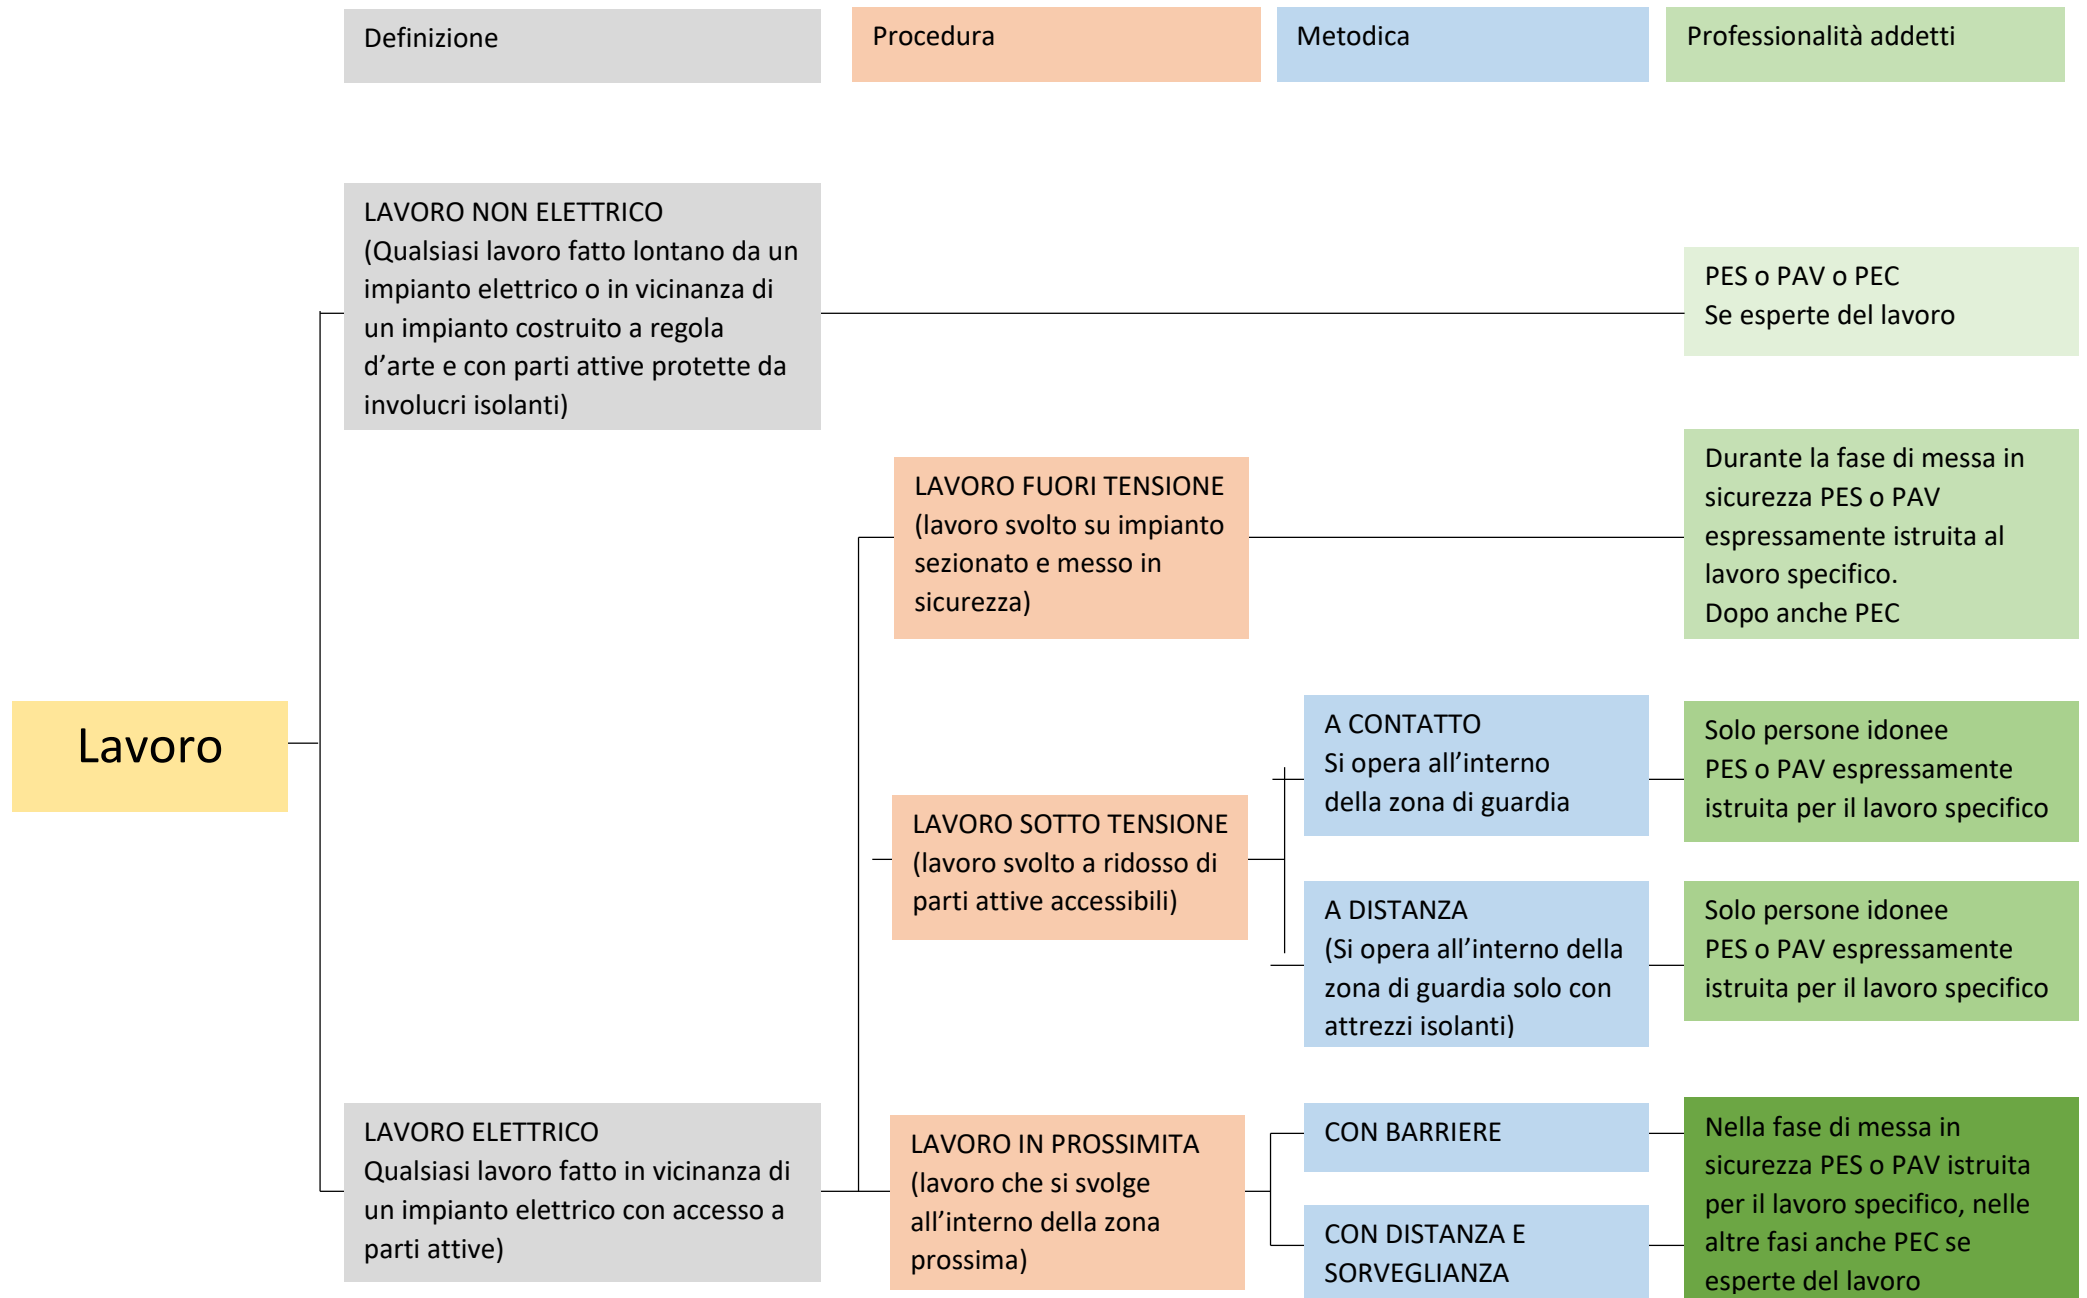 Definizione
Procedura
Metodica
Professionalità addetti
LAVORO NON ELETTRICO
(Qualsiasi lavoro fatto lontano da un
impianto elettrico o in vicinanza di
un impianto costruito a regola
d’arte e con parti attive protette da
involucri isolanti)
PES o PAV o PEC
Se esperte del lavoro
LAVORO FUORI TENSIONE
(lavoro svolto su impianto
sezionato e messo in
sicurezza)
Durante la fase di messa in
sicurezza PES o PAV
espressamente istruita al
lavoro specifico.
Dopo anche PEC
Lavoro
LAVORO SOTTO TENSIONE
(lavoro svolto a ridosso di
parti attive accessibili)
A CONTATTO
Si opera all’interno
della zona di guardia
Solo persone idonee
PES o PAV espressamente
istruita per il lavoro specifico
A DISTANZA
(Si opera all’interno della
zona di guardia solo con
attrezzi isolanti)
Solo persone idonee
PES o PAV espressamente
istruita per il lavoro specifico
LAVORO ELETTRICO
Qualsiasi lavoro fatto in vicinanza di
un impianto elettrico con accesso a
parti attive)
LAVORO IN PROSSIMITA
(lavoro che si svolge
all’interno della zona
prossima)
CON BARRIERE
CON DISTANZA E
SORVEGLIANZA
Nella fase di messa in
sicurezza PES o PAV istruita
per il lavoro specifico, nelle
altre fasi anche PEC se
esperte del lavoro